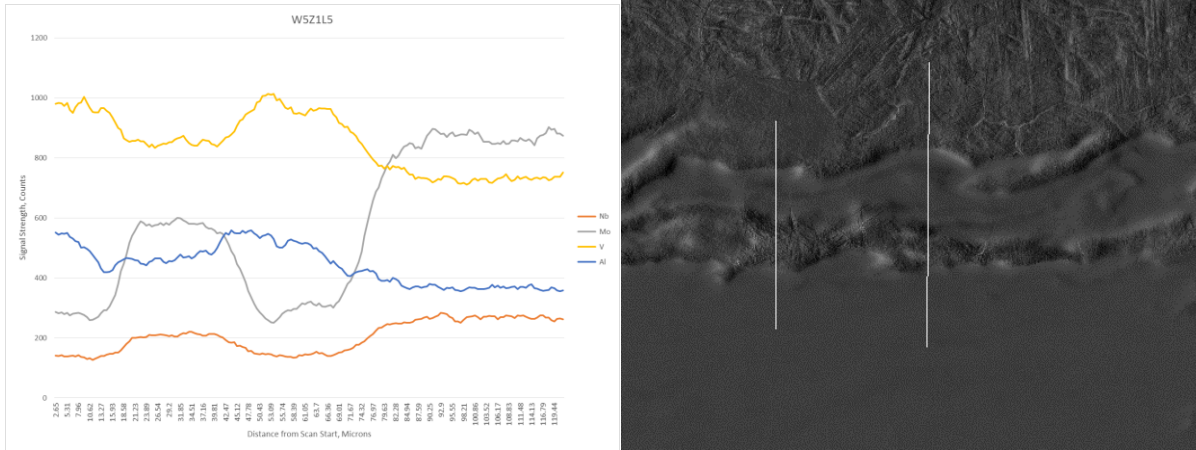 W5Z1L5
1200
1000
800
600
400
200
0
Signal Strength, Counts
Nb
Mo
V
Al
2.65 5.31 7.96 10.62 13.27 15.93 18.58 21.23 23.89 26.54 29.2 31.85 34.51 37.16 39.81 42.47 45.12 47.78 50.43 53.09 55.74 58.39 61.05 63.7 66.36 69.01 71.67 74.32 76.97 79.63 82.28 84.94 87.59 90.25 92.9 95.55 98.21 100.86 103.52 106.17 108.83 111.48 114.13 116.79 119.44
Distance from Scan Start, Microns